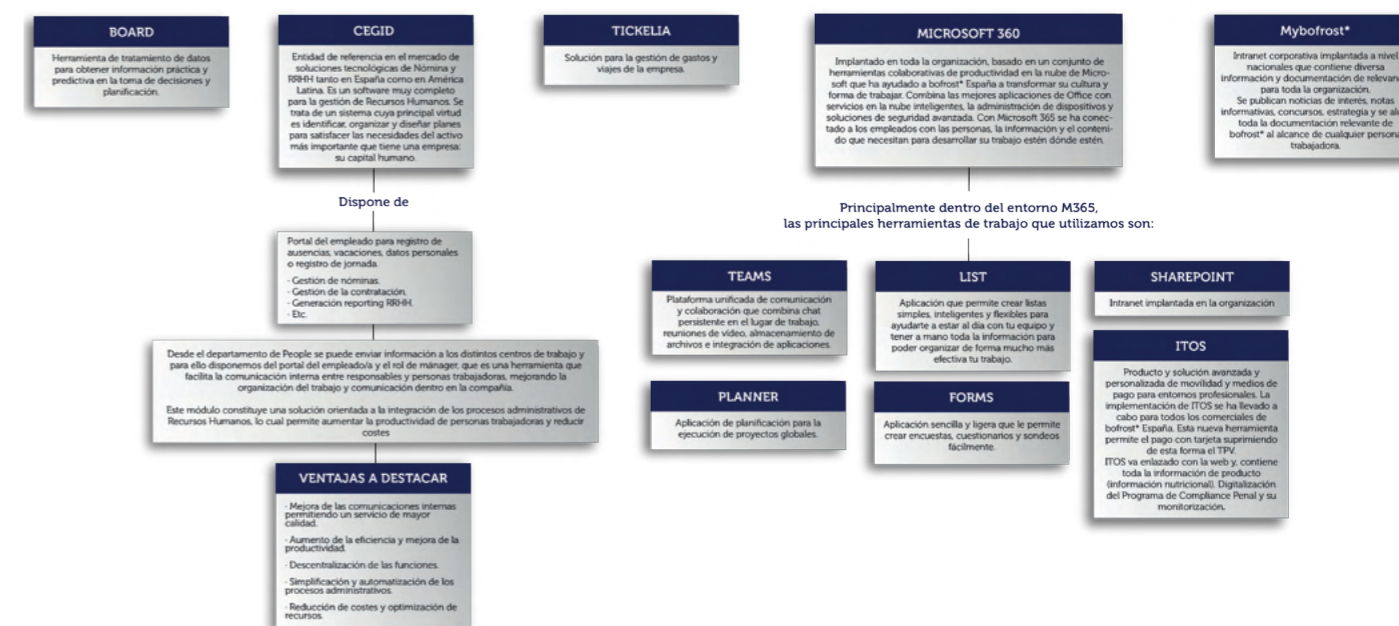 BOARD
Herramienta de tratamiento de datos
para obtener información práctica y
predictiva en la toma de decisiones y
planificación.
CEGID
Entidad de referencia en el mercado de
soluciones tecnológicas de Nómina y
RRHH tanto en España como en América
Latina. Es un software muy completo
para la gestión de Recursos Humanos. Se
trata de un sistema cuya principal virtud
es identificar, organizar y diseñar planes
para satisfacer las necesidades del activo
más importante que tiene una empresa:
su capital humano.
Dispone de
Portal del empleado para registro de
ausencias, vacaciones, datos personales
o registro de jornada.
- Gestión de nóminas.
- Gestión de la contratación.
- Generación reporting RRHH.
- Etc.
Desde el departamento de People se puede enviar información a los distintos centros de trabajo y
para ello disponemos del portal del empleado/a y el rol de mánager, que es una herramienta que
facilita la comunicación interna entre responsables y personas trabajadoras, mejorando la
organización del trabajo y comunicación dentro en la compañía.
Este módulo constituye una solución orientada a la integración de los procesos administrativos de
Recursos Humanos, lo cual permite aumentar la productividad de personas trabajadoras y reducir
costes
VENTAJAS A DESTACAR
· Mejora de las comunicaciones internas
permitiendo un servicio de mayor
calidad.
· Aumento de la eficiencia y mejora de la
productividad.
· Descentralización de las funciones.
· Simplificación y automatización de los
procesos administrativos.
· Reducción de costes y optimización de
recursos.
TICKELIA
Solución para la gestión de gastos y
viajes de la empresa.
MICROSOFT 360
Implantado en toda la organización, basado en un conjunto de
herramientas colaborativas de productividad en la nube de Micro-
soft que ha ayudado a bofrost* España a transformar su cultura y
forma de trabajar. Combina las mejores aplicaciones de Office con
servicios en la nube inteligentes, la administración de dispositivos y
soluciones de seguridad avanzada. Con Microsoft 365 se ha conec-
tado a los empleados con las personas, la información y el conteni-
do que necesitan para desarrollar su trabajo estén dónde estén.
Principalmente dentro del entorno M365,
las principales herramientas de trabajo que utilizamos son:
TEAMS
Plataforma unificada de comunicación
y colaboración que combina chat
persistente en el lugar de trabajo,
reuniones de vídeo, almacenamiento de
archivos e integración de aplicaciones.
LIST
Aplicación que permite crear listas
simples, inteligentes y flexibles para
ayudarte a estar al día con tu equipo y
tener a mano toda la información para
poder organizar de forma mucho más
efectiva tu trabajo.
SHAREPOINT
Intranet implantada en la organización
PLANNER
Aplicación de planificación para la
ejecución de proyectos globales.
FORMS
Aplicación sencilla y ligera que le permite
crear encuestas, cuestionarios y sondeos
fácilmente.
ITOS
Producto y solución avanzada y
personalizada de movilidad y medios de
pago para entornos profesionales. La
implementación de ITOS se ha llevado a
cabo para todos los comerciales de
bofrost* España. Esta nueva herramienta
permite el pago con tarjeta suprimiendo
de esta forma el TPV.
ITOS va enlazado con la web y, contiene
toda la información de producto
(información nutricional). Digitalización
del Programa de Compliance Penal y su
monitorización.
Mybofrost*
Intranet corporativa implantada a nivel
nacionales que contiene diversa
información y documentación de
para toda la organización.
Se publican noticias de interés, notas
informativas, concursos, estrategia y se
toda la documentación relevante de
bofrost* al alcance de cualquier
trabajadora.